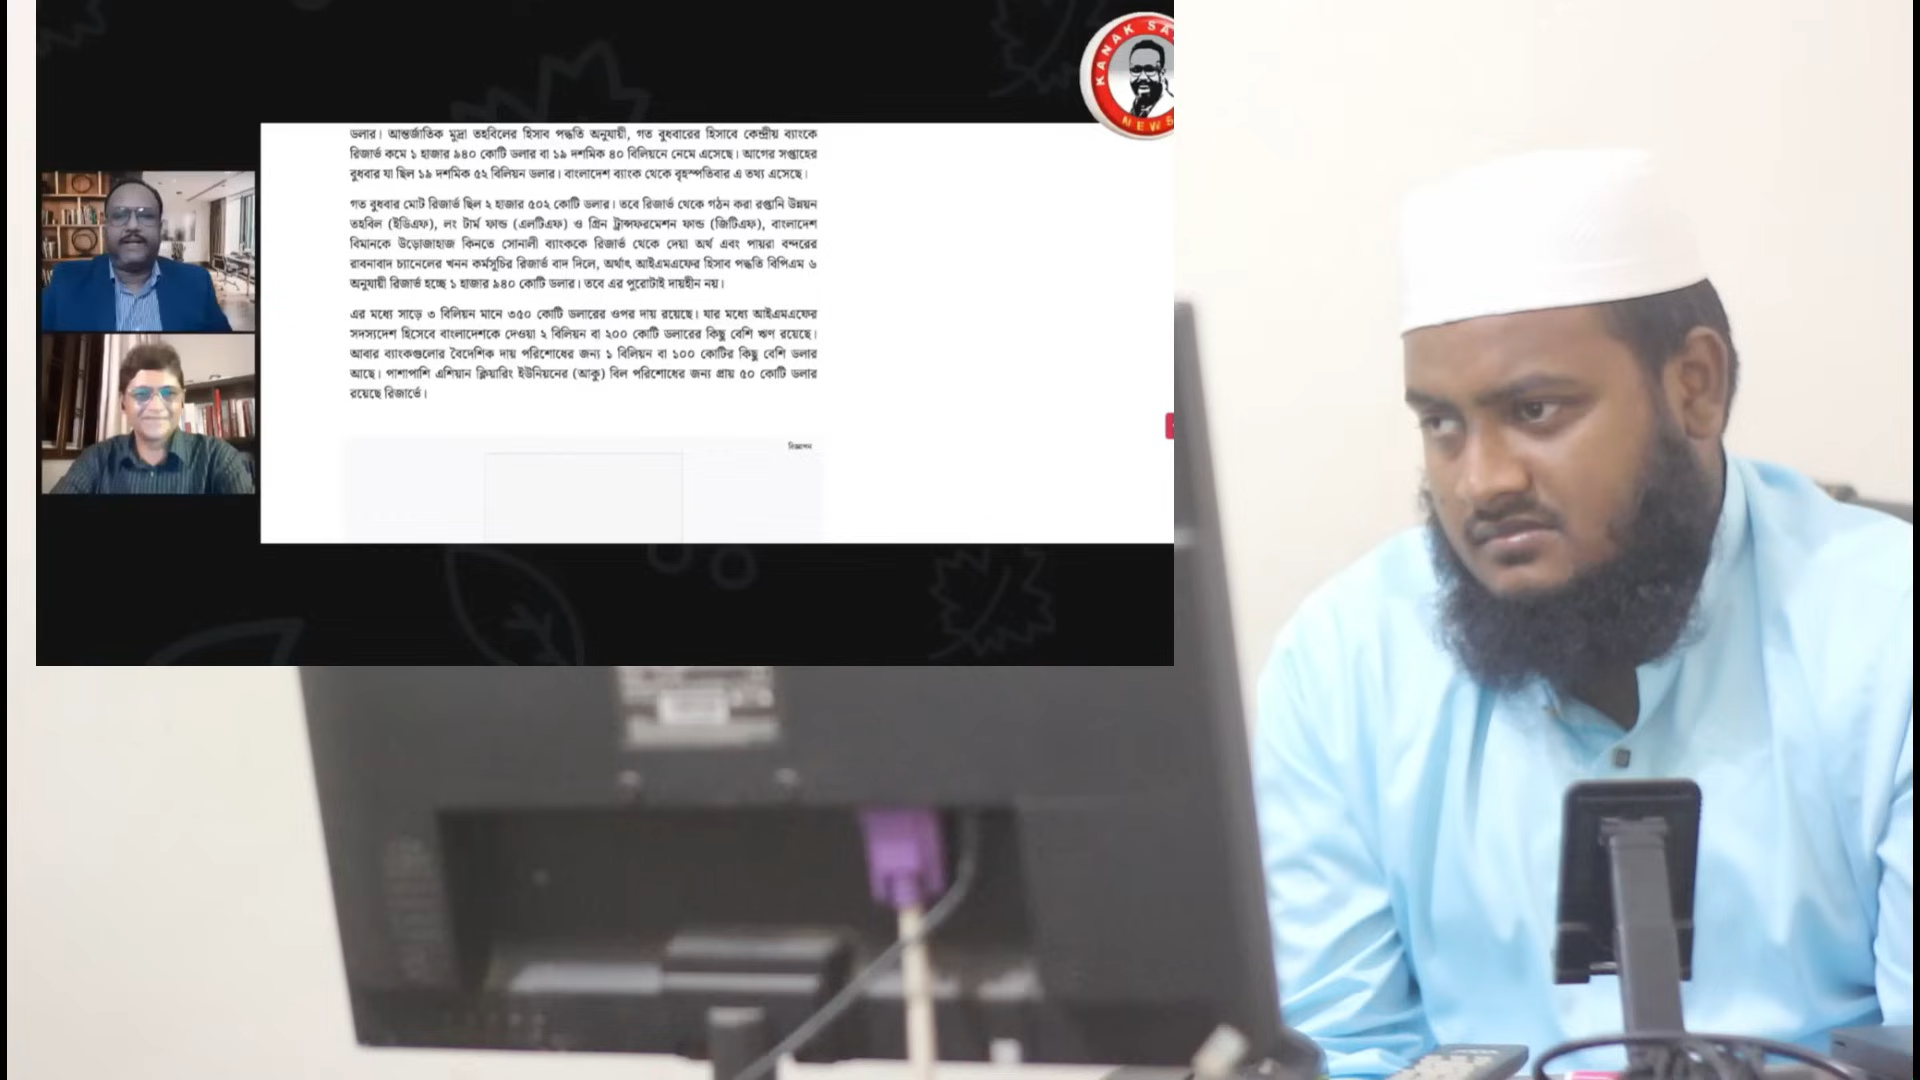 KANAK SA
NEWS
ডলার। আন্তর্জাতিক মুদ্রা তহবিলের হিসাব পদ্ধতি অনুযায়ী, গত বুধবারের হিসাবে কেন্দ্রীয় ব্যাংকে
রিজার্ভ কমে ১ হাজার ৯৪০ কোটি ডলার বা ১৯ দশমিক ৪০ বিলিয়নে নেমে এসেছে। আগের সপ্তাহের
বুধবার যা ছিল ১৯ দশমিক ৫২ বিলিয়ন ডলার। বাংলাদেশ ব্যাংক থেকে বৃহস্পতিবার এ তথ্য এসেছে।
গত বুধবার মোট রিজার্ভ ছিল ২ হাজার ৫০২ কোটি ডলার। তবে রিজার্ভ থেকে গঠন করা রপ্তানি উন্নয়ন
তহবিল (ইডিএফ), লং টার্ম ফান্ড (এলটিএফ) ও গ্রিন ট্রান্সফরমেশন ফান্ড (জিটিএফ), বাংলাদেশ
বিমানকে উড়োজাহাজ কিনতে সোনালী ব্যাংককে রিজার্ভ থেকে দেয়া অর্থ এবং পায়রা বন্দরের
রাবনাবাদ চ্যানেলের খনন কর্মসুচির রিজার্ভ বাদ দিলে, অর্থাৎ আইএমএফের হিসাব পদ্ধতি বিপিএম ৬
অনুযায়ী রিজার্ভ হচ্ছে ১ হাজার ৯৪০ কোটি ডলার। তবে এর পুরোটাই দায়হীন নয়।
এর মধ্যে সাড়ে ৩ বিলিয়ন মানে ৩৫০ কোটি ডলারের ওপর দায় রয়েছে। যার মধ্যে আইএমএফের
সদস্যদেশ হিসেবে বাংলাদেশকে দেওয়া ২ বিলিয়ন বা ২০০ কোটি ডলারের কিছু বেশি ঋণ রয়েছে।
আবার ব্যাংকগুলোর বৈদেশিক দায় পরিশোধের জন্য ১ বিলিয়ন বা ১০০ কোটির কিছু বেশি ডলার
আছে। পাশাপাশি এশিয়ান ক্লিয়ারিং ইউনিয়নের (আকু) বিল পরিশোধের জন্য প্রায় ৫০ কোটি ডলার
রয়েছে রিজার্ভে।
বিজ্ঞাপন